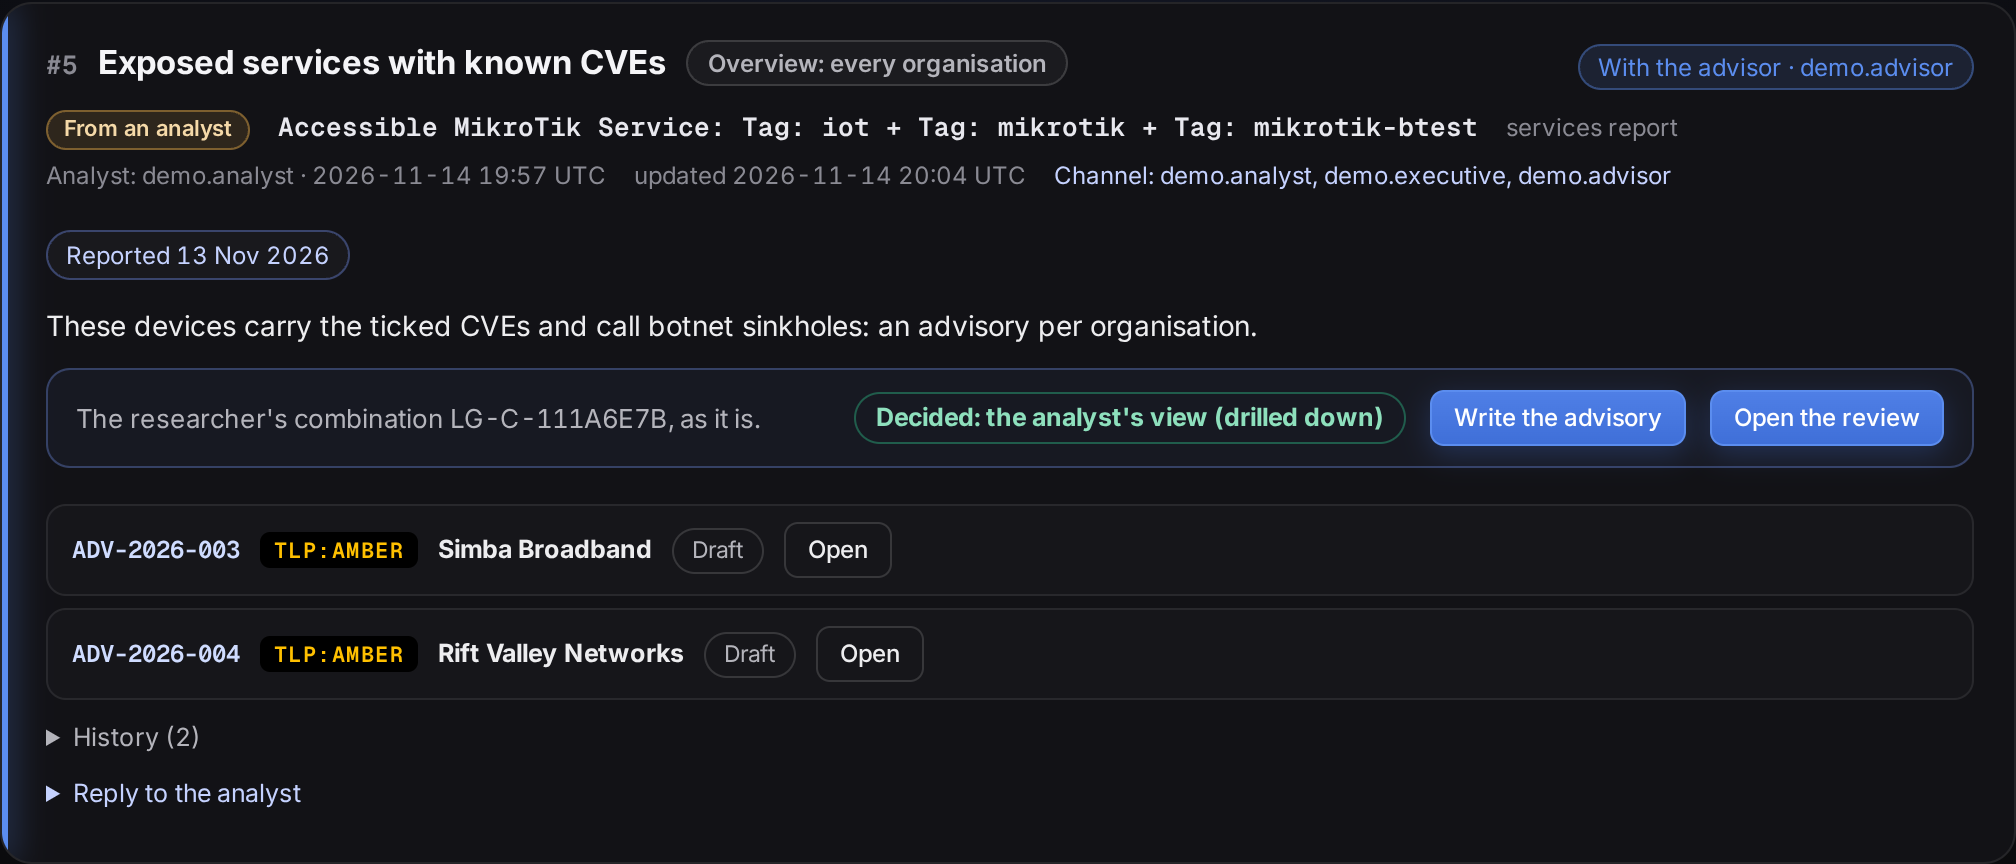 #5 Exposed services with known CVEs Overview: every organisation With the advisor · demo.advisor
From an analyst Accessible MikroTik Service: Tag: iot + Tag: mikrotik + Tag: mikrotik-btest services report
Analyst: demo.analyst · 2026-11-14 19:57 UTC updated 2026-11-14 20:04 UTC Channel: demo.analyst, demo.executive, demo.advisor
Reported 13 Nov 2026
These devices carry the ticked CVEs and call botnet sinkholes: an advisory per organisation.
The researcher's combination LG-C-111A6E7B, as it is. Decided: the analyst's view (drilled down) Write the advisory Open the review
ADV-2026-003 TLP:AMBER Simba Broadband Draft Open
ADV-2026-004 TLP:AMBER Rift Valley Networks Draft Open
▶ History (2)
▶ Reply to the analyst